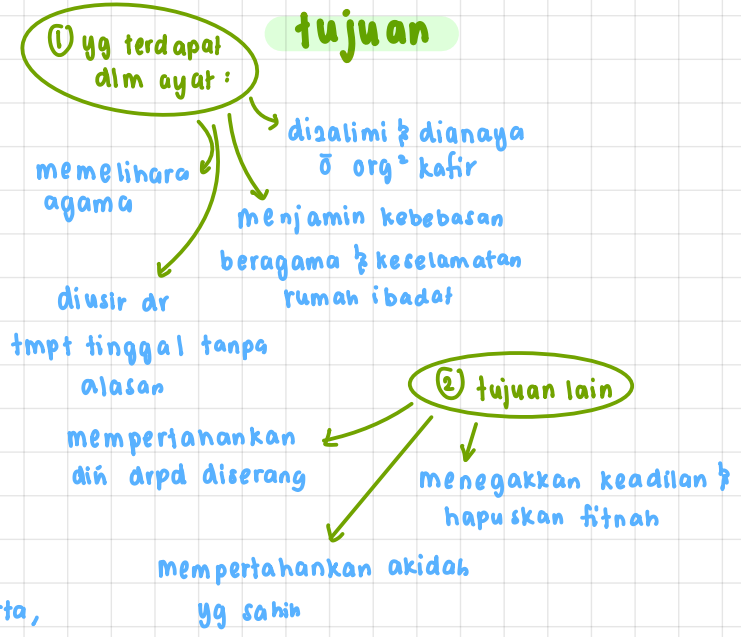 tujuan
① yg terdapat
dlm ayat :
dizalimi & dianaya
ō org² kafir
memelihara
agama
menjamin kebebasan
beragama & keselamatan
rumah ibadat
diusir dr
tmpt tinggal tanpa
alasan
② tujuan lain
mempertahankan
din drpd diserang
menegakkan keadilan &
hapuskan fitnah
mempertahankan akidah
yg sahih
ta,